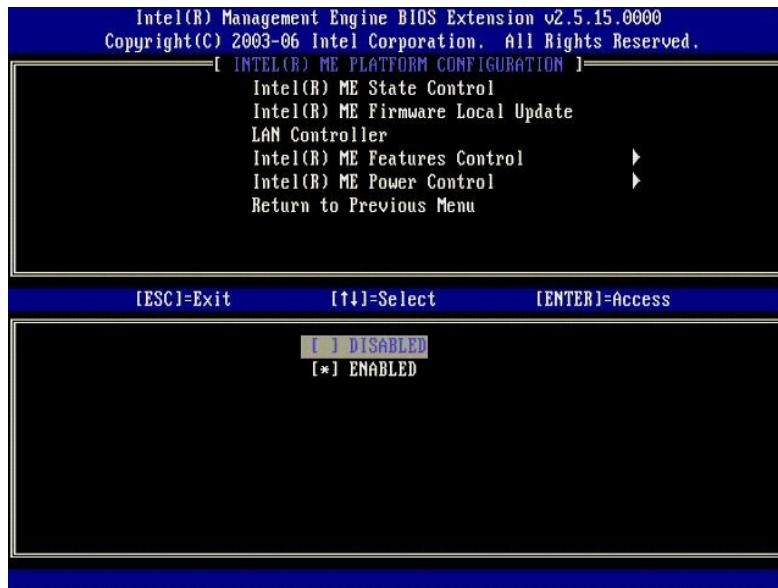 Intel(R) Management Engine BIOS Extension v2.5.15.0000
Copyright(C) 2003-06 Intel Corporation. All Rights Reserved.
[ INTEL(R) ME PLATFORM CONFIGURATION ]
Intel(R) ME State Control
Intel(R) ME Firmware Local Update
LAN Controller
Intel(R) ME Features Control
Intel(R) ME Power Control
Return to Previous Menu
[ESC]=Exit [↑↓]=Select [ENTER]=Access
[ ] DISABLED
[*] ENABLED